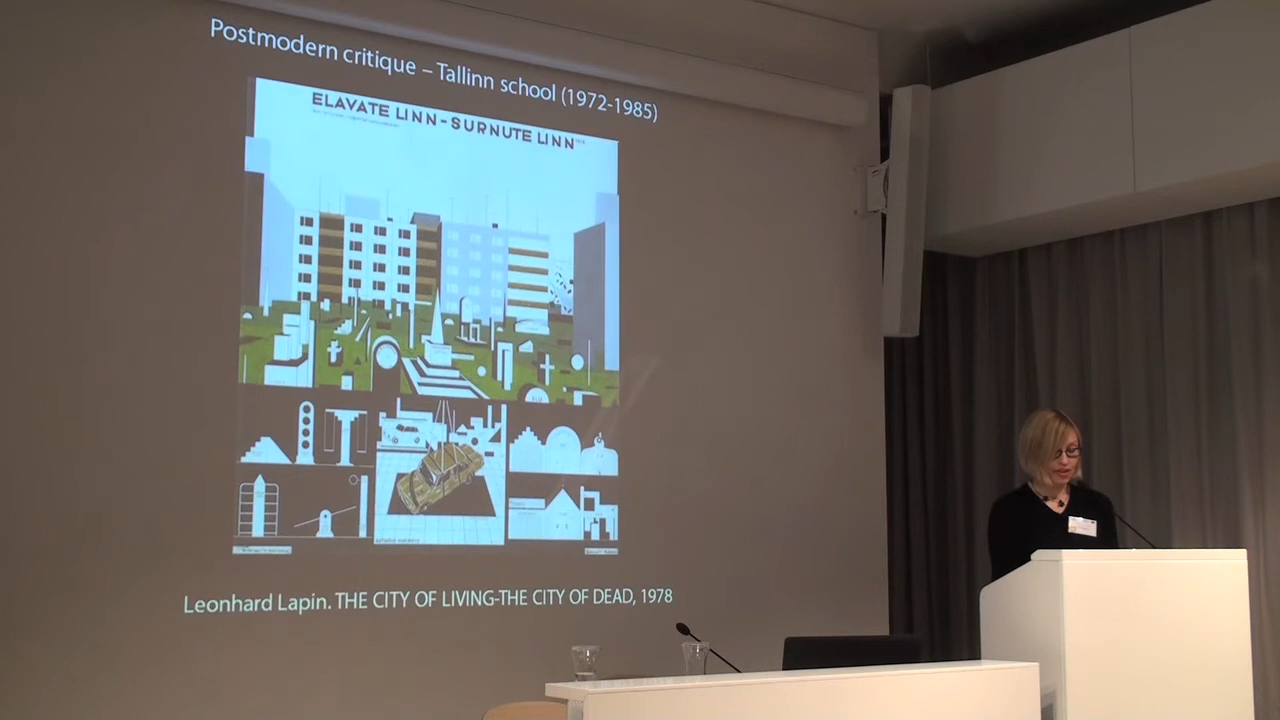 Postmodern critique – Tallinn school (1972-1985)
ELAVATE LINN - SURNUTE LINN
ELU
Leonhard Lapin. THE CITY OF LIVING-THE CITY OF DEAD, 1978